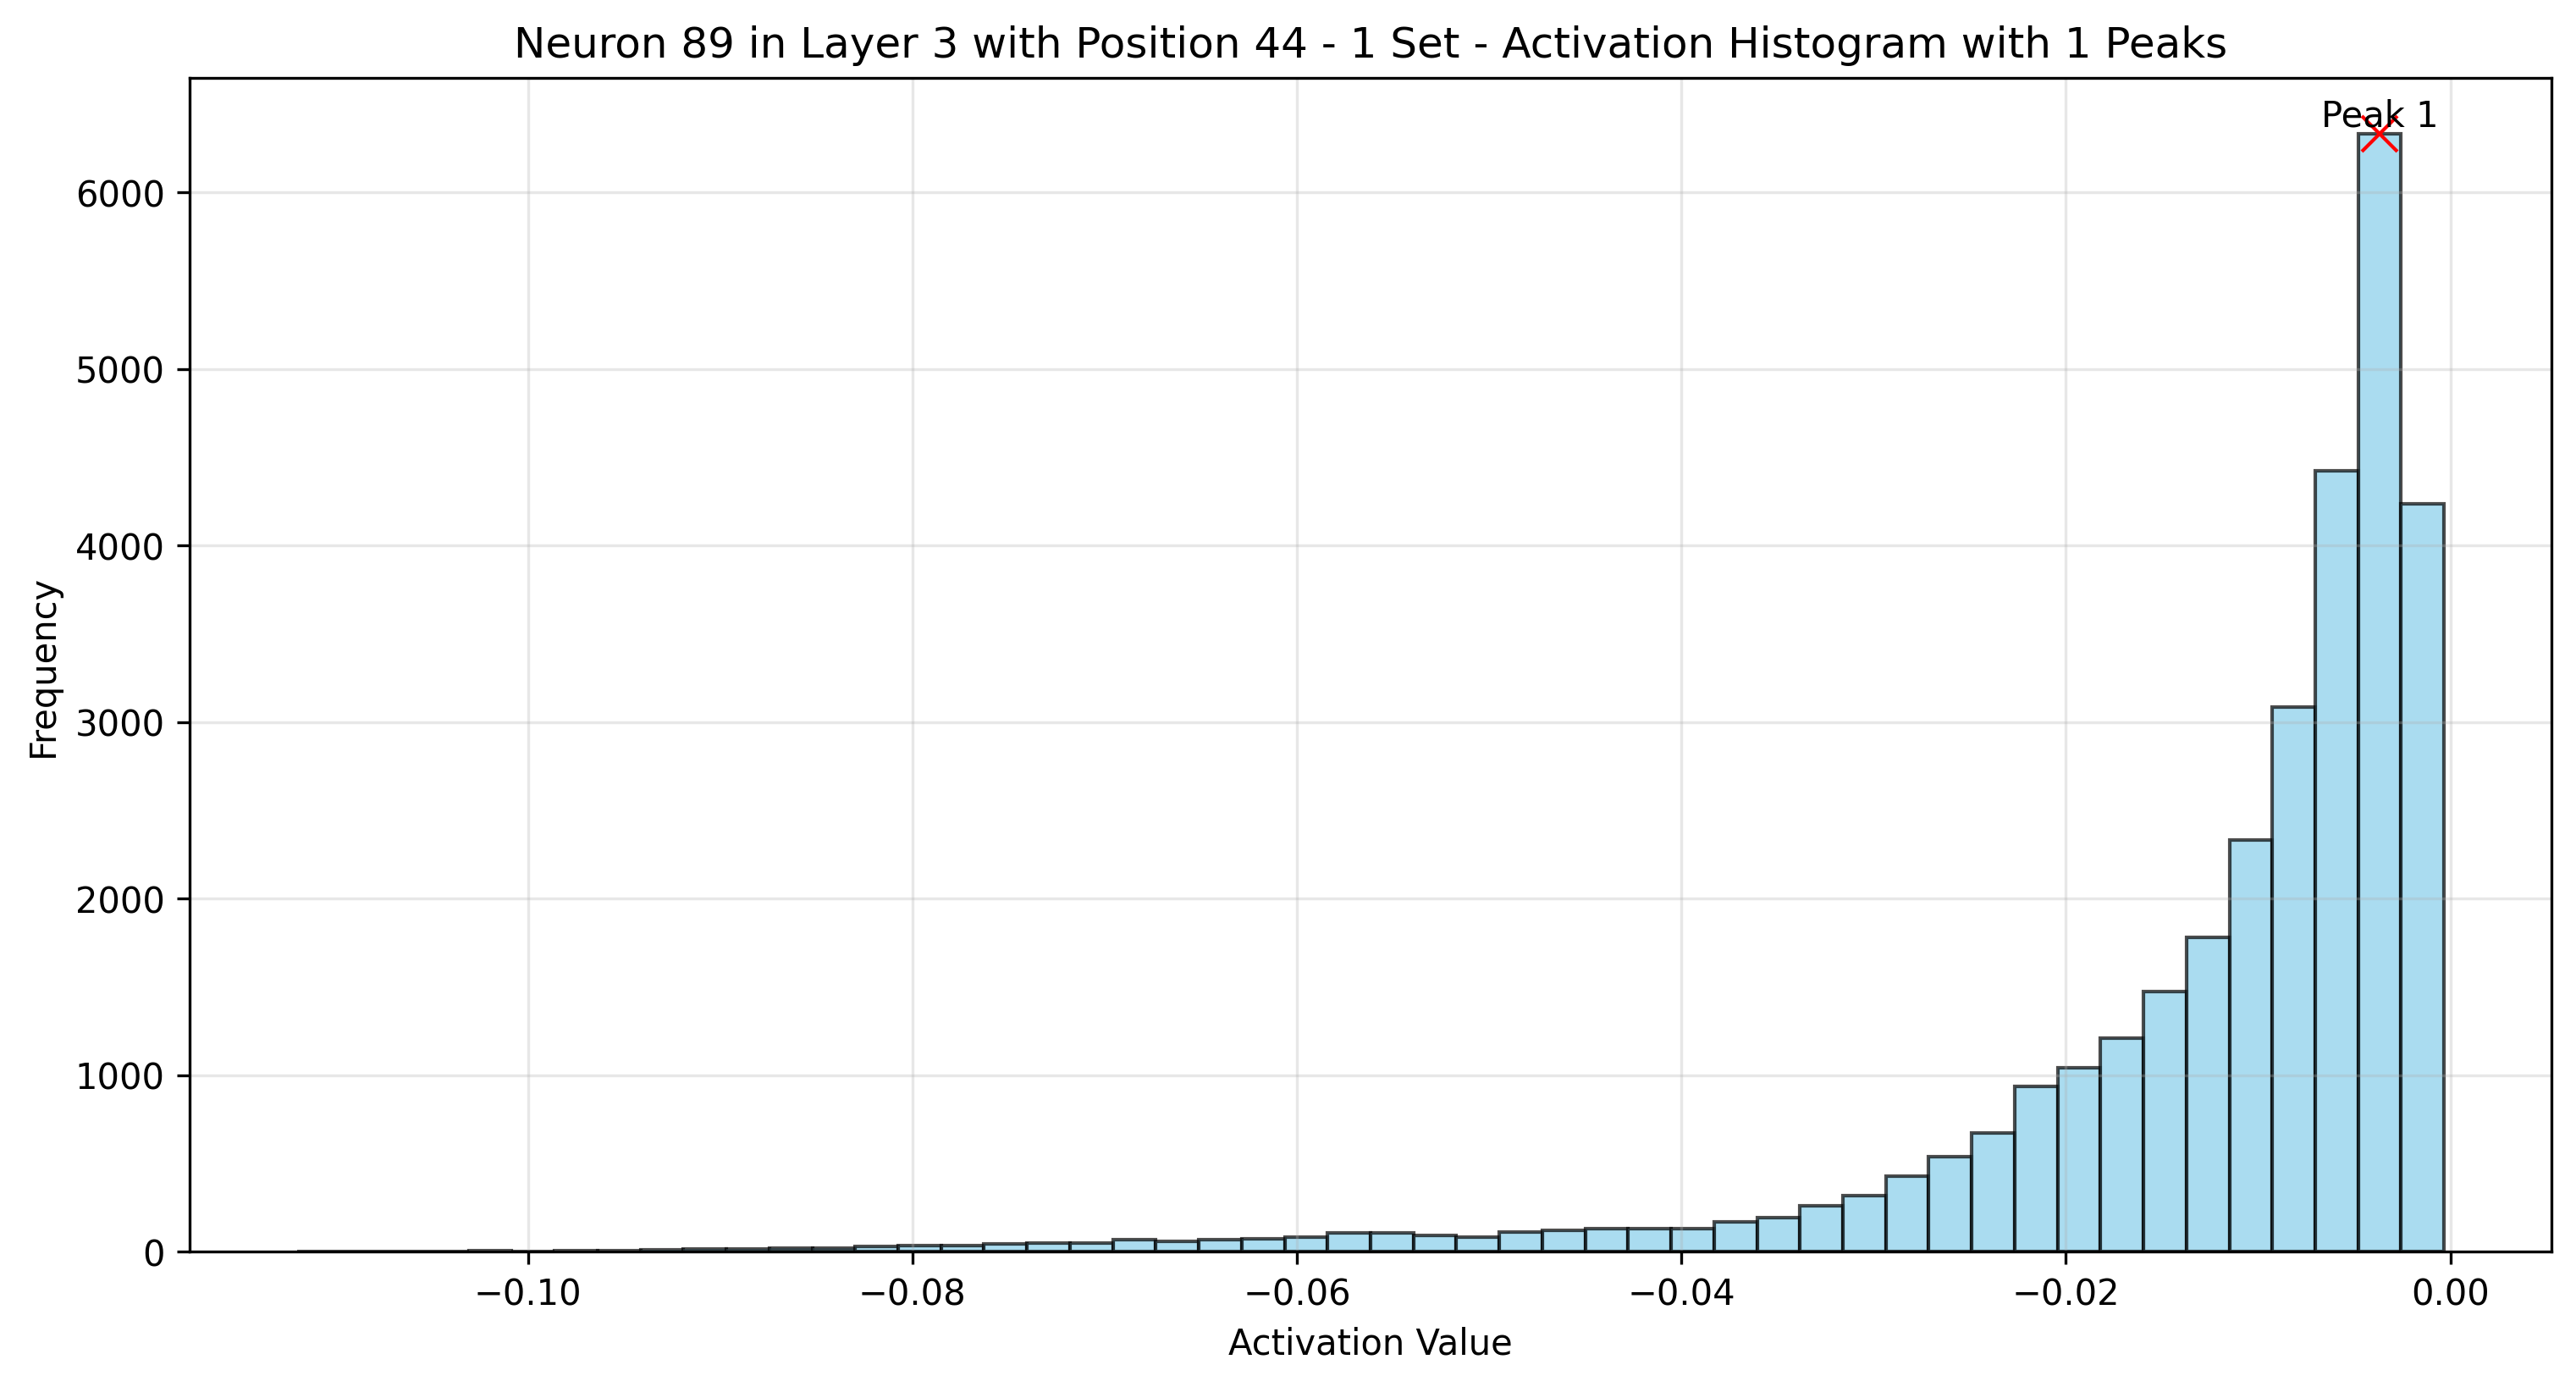 Neuron 89 in Layer 3 with Position 44 - 1 Set - Activation Histogram with 1 Peaks
Peak 1
6000
5000
4000
3000
2000
1000
0
Frequency
−0.10 −0.08 −0.06 −0.04 −0.02 0.00
Activation Value